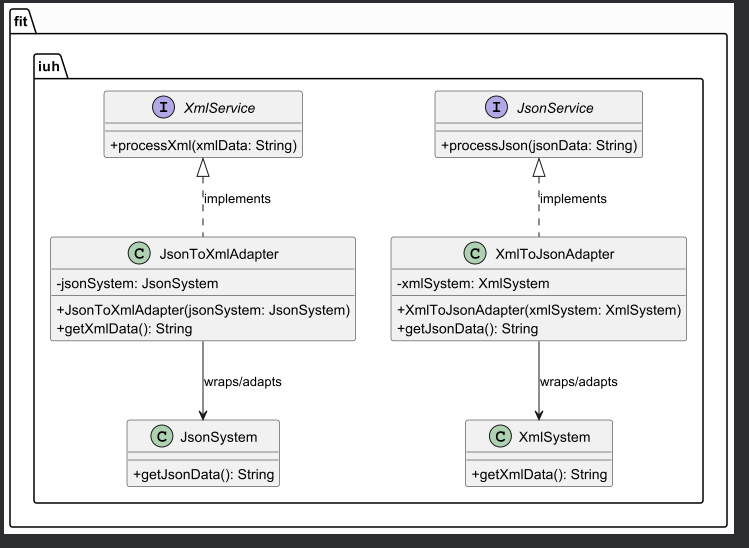 fit
iuh
I XmlService
+processXml(xmlData: String)
I JsonService
+processJson(jsonData: String)
implements
implements
C JsonToXmlAdapter
-jsonSystem: JsonSystem
+JsonToXmlAdapter(jsonSystem: JsonSystem)
+getXmlData(): String
C XmlToJsonAdapter
-xmlSystem: XmlSystem
+XmlToJsonAdapter(xmlSystem: XmlSystem)
+getJsonData(): String
wraps/adapts
wraps/adapts
C JsonSystem
+getJsonData(): String
C XmlSystem
+getXmlData(): String